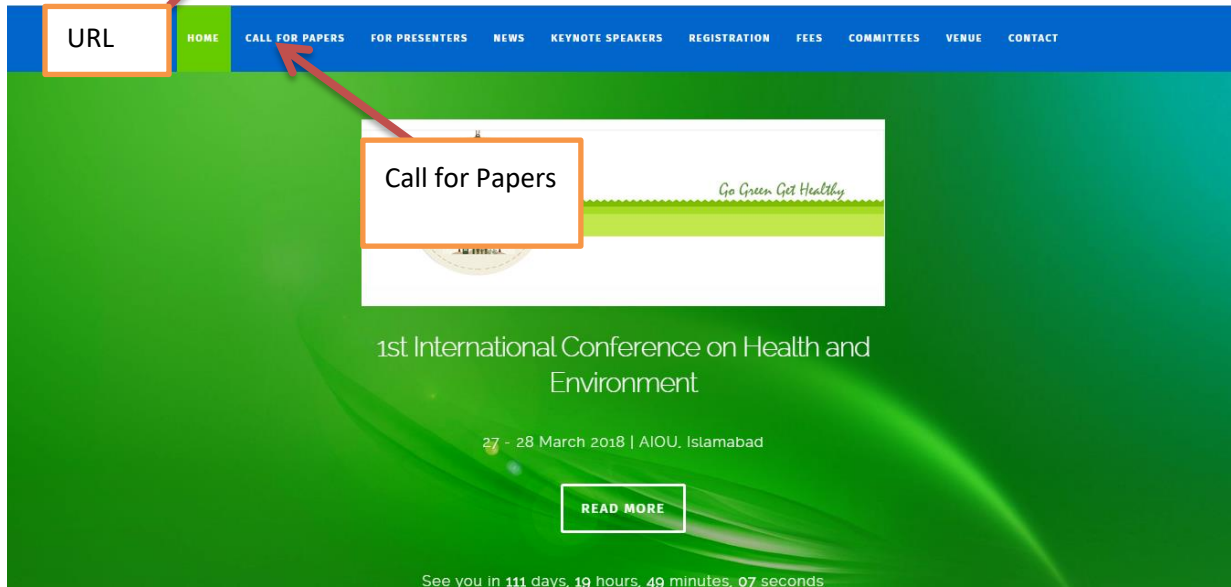 URL
HOME CALL FOR PAPERS FOR PRESENTERS NEWS KEYNOTE SPEAKERS REGISTRATION FEES COMMITTEES VENUE CONTACT
Call for Papers
Go Green Get Healthy
1st International Conference on Health and
Environment
27 - 28 March 2018 | AIOU, Islamabad
READ MORE
See you in 111 days, 19 hours, 49 minutes, 07 seconds